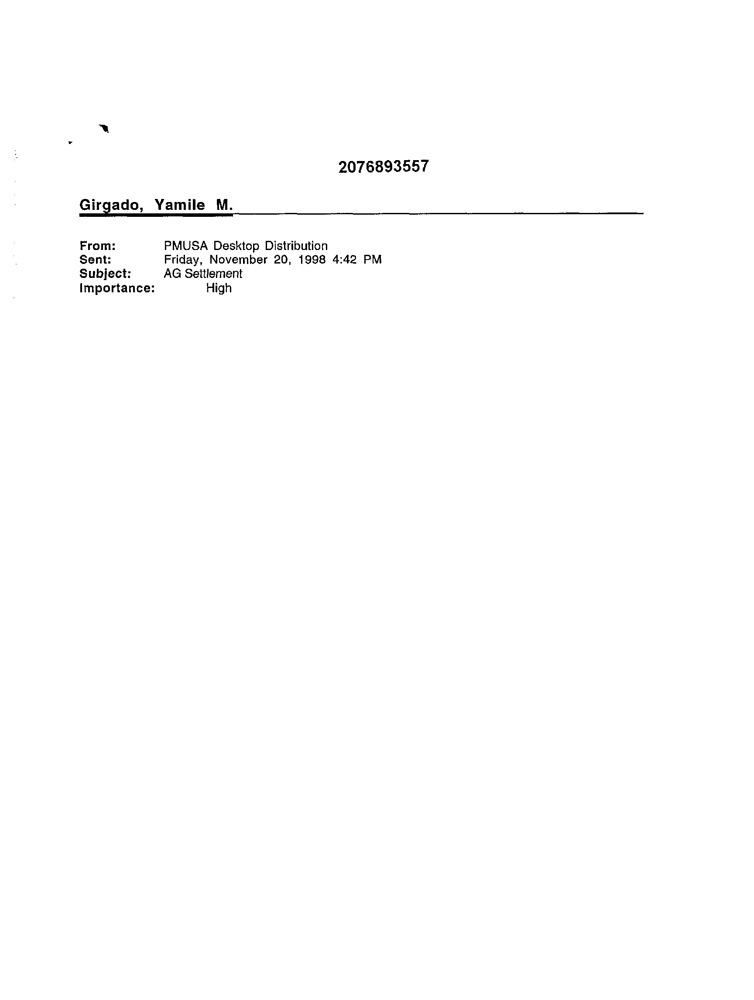 2076893557
Girgado, Yamile M.
From: PMUSA Desktop Distribution
Sent: Friday, November 20, 1998 4:42 PM
Subject: AG Settlement
Importance: High